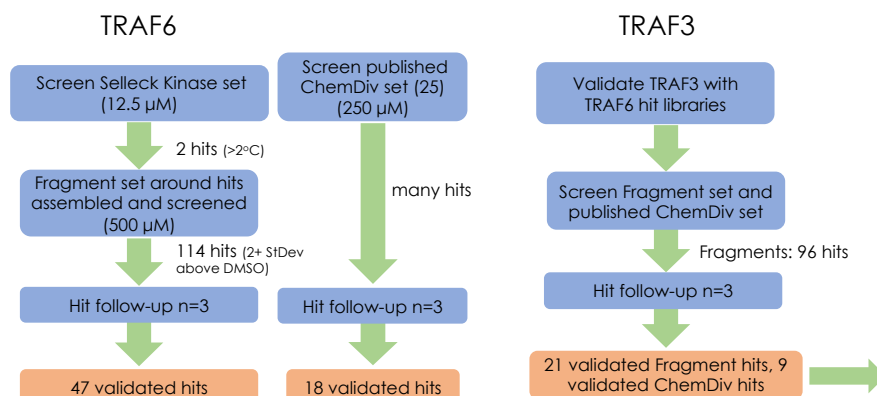 TRAF6
Screen Selleck Kinase set
(12.5 µM)
2 hits (>2°C)
Fragment set around hits
assembled and screened
(500 µM)
114 hits (2+ StDev
above DMSO)
Hit follow-up n=3
47 validated hits
Screen published
ChemDiv set (25)
(250 µM)
many hits
Hit follow-up n=3
18 validated hits
TRAF3
Validate TRAF3 with
TRAF6 hit libraries
Screen Fragment set and
published ChemDiv set
Fragments: 96 hits
Hit follow-up n=3
21 validated Fragment hits, 9
validated ChemDiv hits